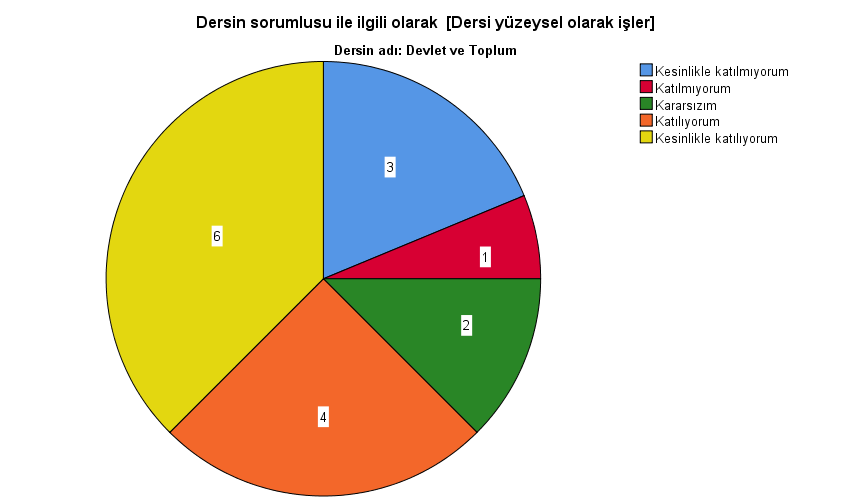 Dersin sorumlusu ile ilgili olarak [Dersi yüzeysel olarak işler]
Dersin adı: Devlet ve Toplum
Kesinlikle katılmıyorum
Katılmıyorum
Kararsızım
Katılıyorum
Kesinlikle katılıyorum
3
1
2
4
6